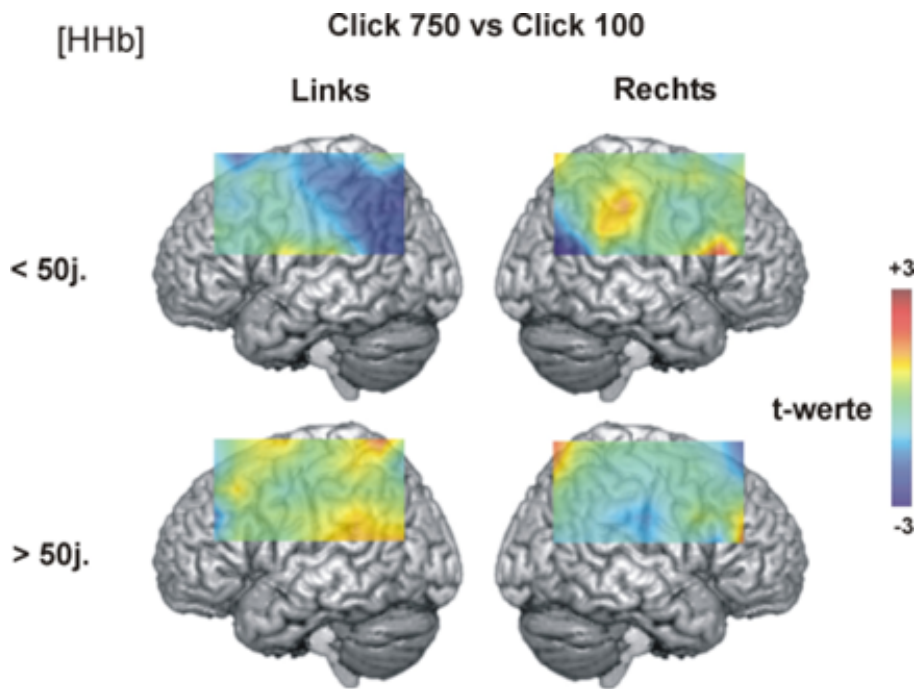 [HHb]
Click 750 vs Click 100
Links
Rechts
< 50j.
+3
t-werte
-3
> 50j.